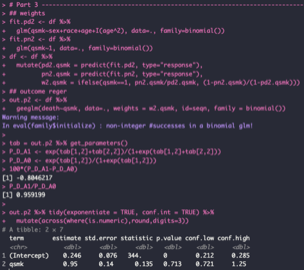 > # Part 3 ----------------------------------------
> ## weights
> fit.pd2 <- df %>%
+   glm(qsmk~sex+race+age+I(age^2), data=., family=binomial())
> fit.pn2 <- df %>%
+   glm(qsmk~1, data=., family=binomial())
> df <- df %>%
+   mutate(pd2.qsmk = predict(fit.pd2, type="response"),
+          pn2.qsmk = predict(fit.pn2, type="response"),
+          w2.qsmk = ifelse(qsmk==1, pn2.qsmk/pd2.qsmk, (1-pn2.qsmk)/(1-pd2.qsmk)))
> ## outcome reger
> out.p2 <- df %>%
+   geeglm(death~qsmk, data=., weights = w2.qsmk, id=seqn, family = binomial())
Warning message:
In eval(family$initialize) : non-integer #successes in a binomial glm!
>
> tab = out.p2 %>% get_parameters()
> P_D_A1 <- exp(tab[1,2]+tab[2,2])/(1+exp(tab[1,2]+tab[2,2]))
> P_D_A0 <- exp(tab[1,2])/(1+exp(tab[1,2]))
> 100*(P_D_A1-P_D_A0)
[1] -0.8046217
> P_D_A1/P_D_A0
[1] 0.959199
>
> out.p2 %>% tidy(exponentiate = TRUE, conf.int = TRUE) %>%
+   mutate(across(where(is.numeric),round,digits=3))
# A tibble: 2 × 7
  term        estimate std.error statistic p.value conf.low conf.high
  <chr>          <dbl>     <dbl>     <dbl>   <dbl>    <dbl>     <dbl>
1 (Intercept)    0.246     0.076   344.      0        0.212     0.285
2 qsmk           0.95      0.14      0.135   0.713    0.721     1.25